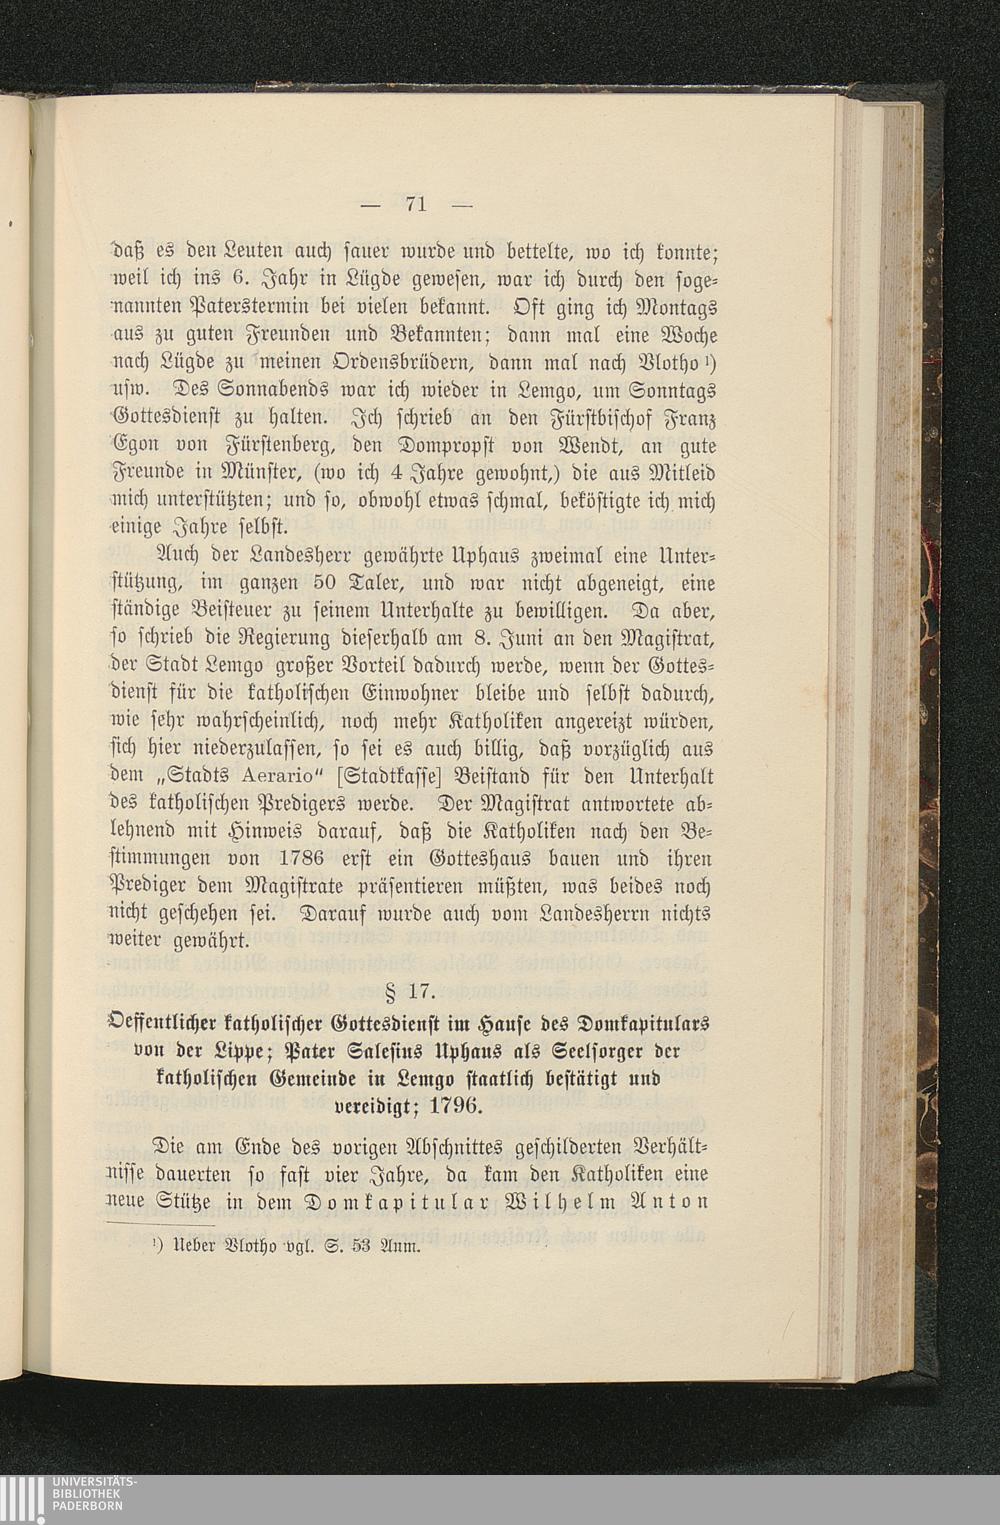 — 71 —
daß es den Leuten auch sauer wurde und bettelte, wo ich konnte;
weil ich ins 6. Jahr in Lügde gewesen, war ich durch den soge-
nannten Paterstermin bei vielen bekannt. Oft ging ich Montags
aus zu guten Freunden und Bekannten; dann mal eine Woche
nach Lügde zu meinen Ordensbrüdern, dann mal nach Vlotho ¹)
usw. Des Sonnabends war ich wieder in Lemgo, um Sonntags
Gottesdienst zu halten. Ich schrieb an den Fürstbischof Franz
Egon von Fürstenberg, den Dompropst von Wendt, an gute
Freunde in Münster, (wo ich 4 Jahre gewohnt,) die aus Mitleid
mich unterstützten; und so, obwohl etwas schmal, beköstigte ich mich
einige Jahre selbst.
Auch der Landesherr gewährte Uphaus zweimal eine Unter-
stützung, im ganzen 50 Taler, und war nicht abgeneigt, eine
ständige Beisteuer zu seinem Unterhalte zu bewilligen. Da aber,
so schrieb die Regierung dieserhalb am 8. Juni an den Magistrat,
der Stadt Lemgo großer Vorteil dadurch werde, wenn der Gottes-
dienst für die katholischen Einwohner bleibe und selbst dadurch,
wie sehr wahrscheinlich, noch mehr Katholiken angereizt würden,
sich hier niederzulassen, so sei es auch billig, daß vorzüglich aus
dem „Stadts Aerario“ [Stadtkasse] Beistand für den Unterhalt
des katholischen Predigers werde. Der Magistrat antwortete ab-
lehnend mit Hinweis darauf, daß die Katholiken nach den Be-
stimmungen von 1786 erst ein Gotteshaus bauen und ihren
Prediger dem Magistrate präsentieren müßten, was beides noch
nicht geschehen sei. Darauf wurde auch vom Landesherrn nichts
weiter gewährt.
§ 17.
Oeffentlicher katholischer Gottesdienst im Hause des Domkapitulars
von der Lippe; Pater Salesius Uphaus als Seelsorger der
katholischen Gemeinde in Lemgo staatlich bestätigt und
vereidigt; 1796.
Die am Ende des vorigen Abschnittes geschilderten Verhält-
nisse dauerten so fast vier Jahre, da kam den Katholiken eine
neue Stütze in dem Domkapitular Wilhelm Anton
¹) Ueber Vlotho vgl. S. 53 Anm.
UNIVERSITÄTS-
BIBLIOTHEK
PADERBORN